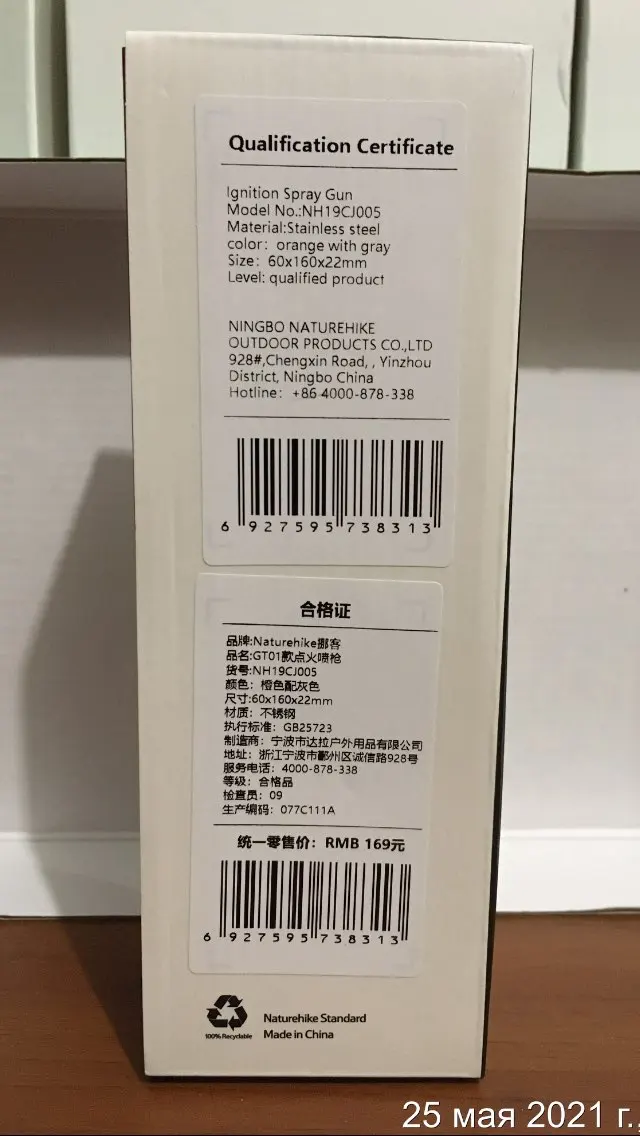 Qualification Certificate
Ignition Spray Gun
Model No.:NH19CJ005
Material:Stainless steel
color: orange with gray
Size: 60x160x22mm
Level: qualified product
NINGBO NATUREHIKE
OUTDOOR PRODUCTS CO.,LTD
928#,Chengxin Road, , Yinzhou
District, Ningbo China
Hotline: +86 4000-878-338
6 927595 738313
合格证
品牌:Naturehike挪客
品名:GT01款点火喷枪
货号:NH19CJ005
颜色: 橙色配灰色
尺寸:60x160x22mm
材质: 不锈钢
执行标准: GB25723
制造商: 宁波市达拉户外用品有限公司
地址: 浙江宁波市鄞州区诚信路928号
服务电话: 4000-878-338
等级: 合格品
检查员: 09
生产编码: 077C111A
统一零售价: RMB 169元
6 927595 738313
100% Recyclable
Naturehike Standard
Made in China
25 мая 2021 г.,